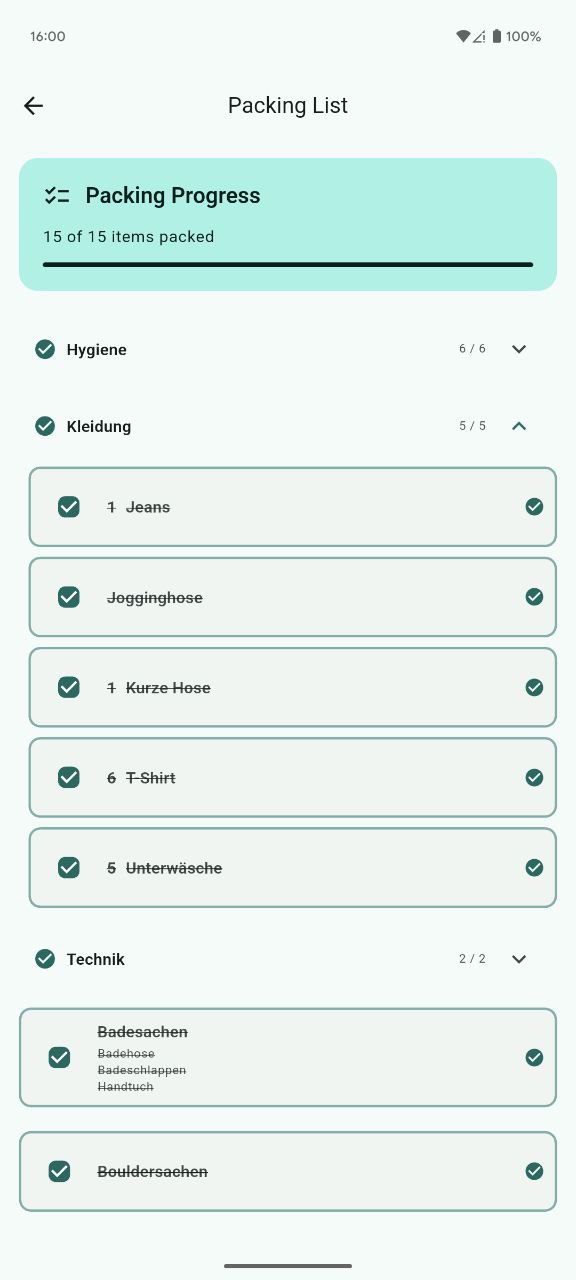 16:00
100%
Packing List
Packing Progress
15 of 15 items packed
Hygiene 6 / 6
Kleidung 5 / 5
1 Jeans
Jogginghose
1 Kurze Hose
6 T-Shirt
5 Unterwäsche
Technik 2 / 2
Badesachen
Badehose
Badeschlappen
Handtuch
Bouldersachen